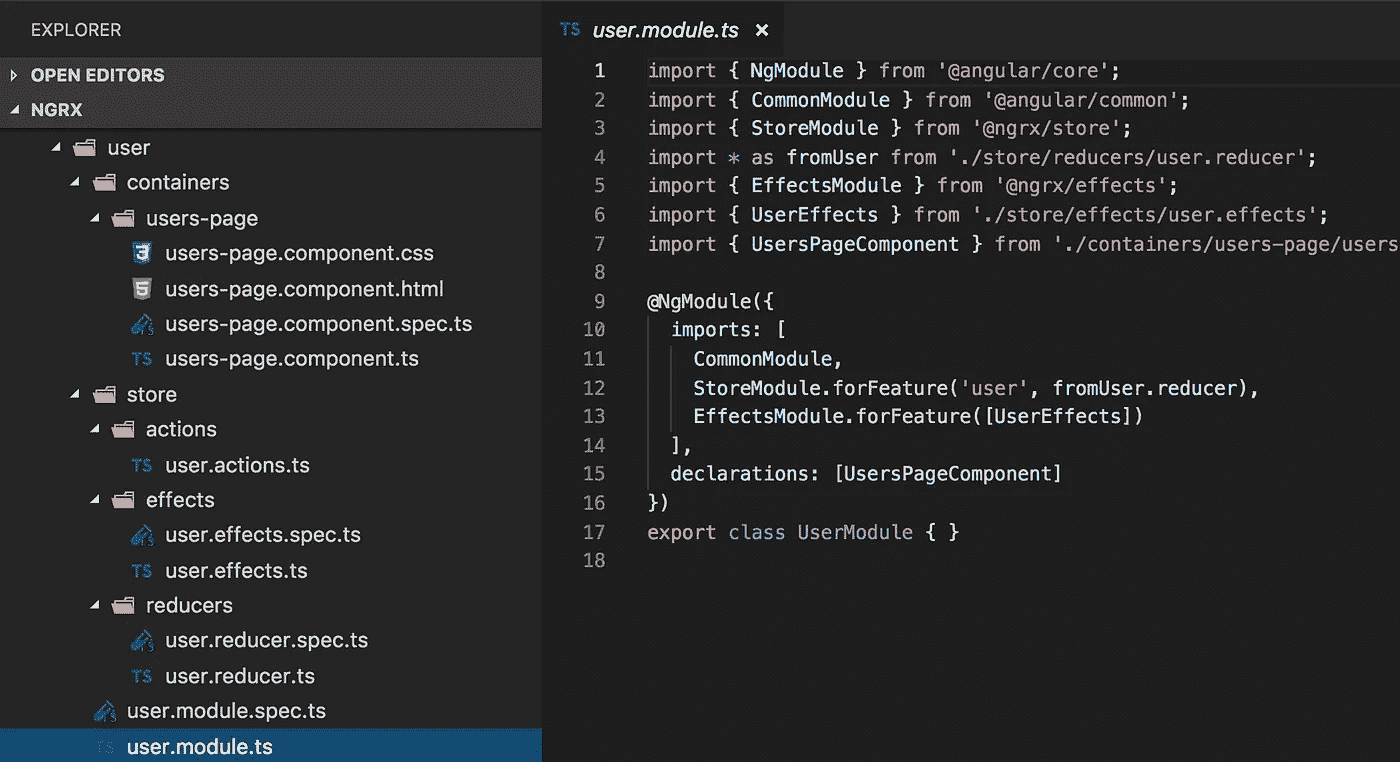 EXPLORER
OPEN EDITORS
NGRX
user
containers
users-page
users-page.component.css
users-page.component.html
users-page.component.spec.ts
TS users-page.component.ts
store
actions
TS user.actions.ts
effects
user.effects.spec.ts
TS user.effects.ts
reducers
user.reducer.spec.ts
TS user.reducer.ts
user.module.spec.ts
TS user.module.ts
TS user.module.ts ×
1 import { NgModule } from '@angular/core';
2 import { CommonModule } from '@angular/common';
3 import { StoreModule } from '@ngrx/store';
4 import * as fromUser from './store/reducers/user.reducer';
5 import { EffectsModule } from '@ngrx/effects';
6 import { UserEffects } from './store/effects/user.effects';
7 import { UsersPageComponent } from './containers/users-page/users
8
9 @NgModule({
10 imports: [
11 CommonModule,
12 StoreModule.forFeature('user', fromUser.reducer),
13 EffectsModule.forFeature([UserEffects])
14 ],
15 declarations: [UsersPageComponent]
16 })
17 export class UserModule { }
18